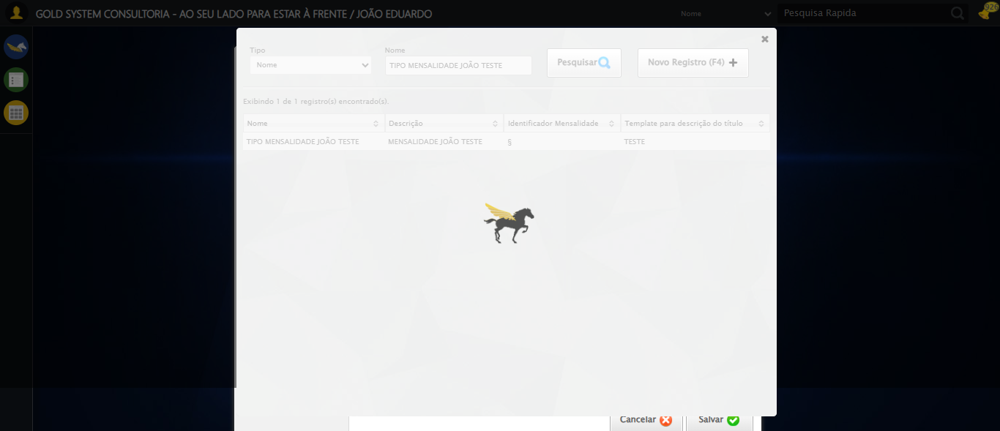 GOLD SYSTEM CONSULTORIA - AO SEU LADO PARA ESTAR À FRENTE / JOÃO EDUARDO
Nome
Pesquisa Rapida
926
Tipo
Nome
Nome
TIPO MENSALIDADE JOÃO TESTE
Pesquisar
Novo Registro (F4)
Exibindo 1 de 1 registro(s) encontrado(s).
Nome Descrição Identificador Mensalidade Template para descrição do título
TIPO MENSALIDADE JOÃO TESTE MENSALIDADE JOÃO TESTE § TESTE
Cancelar
Salvar